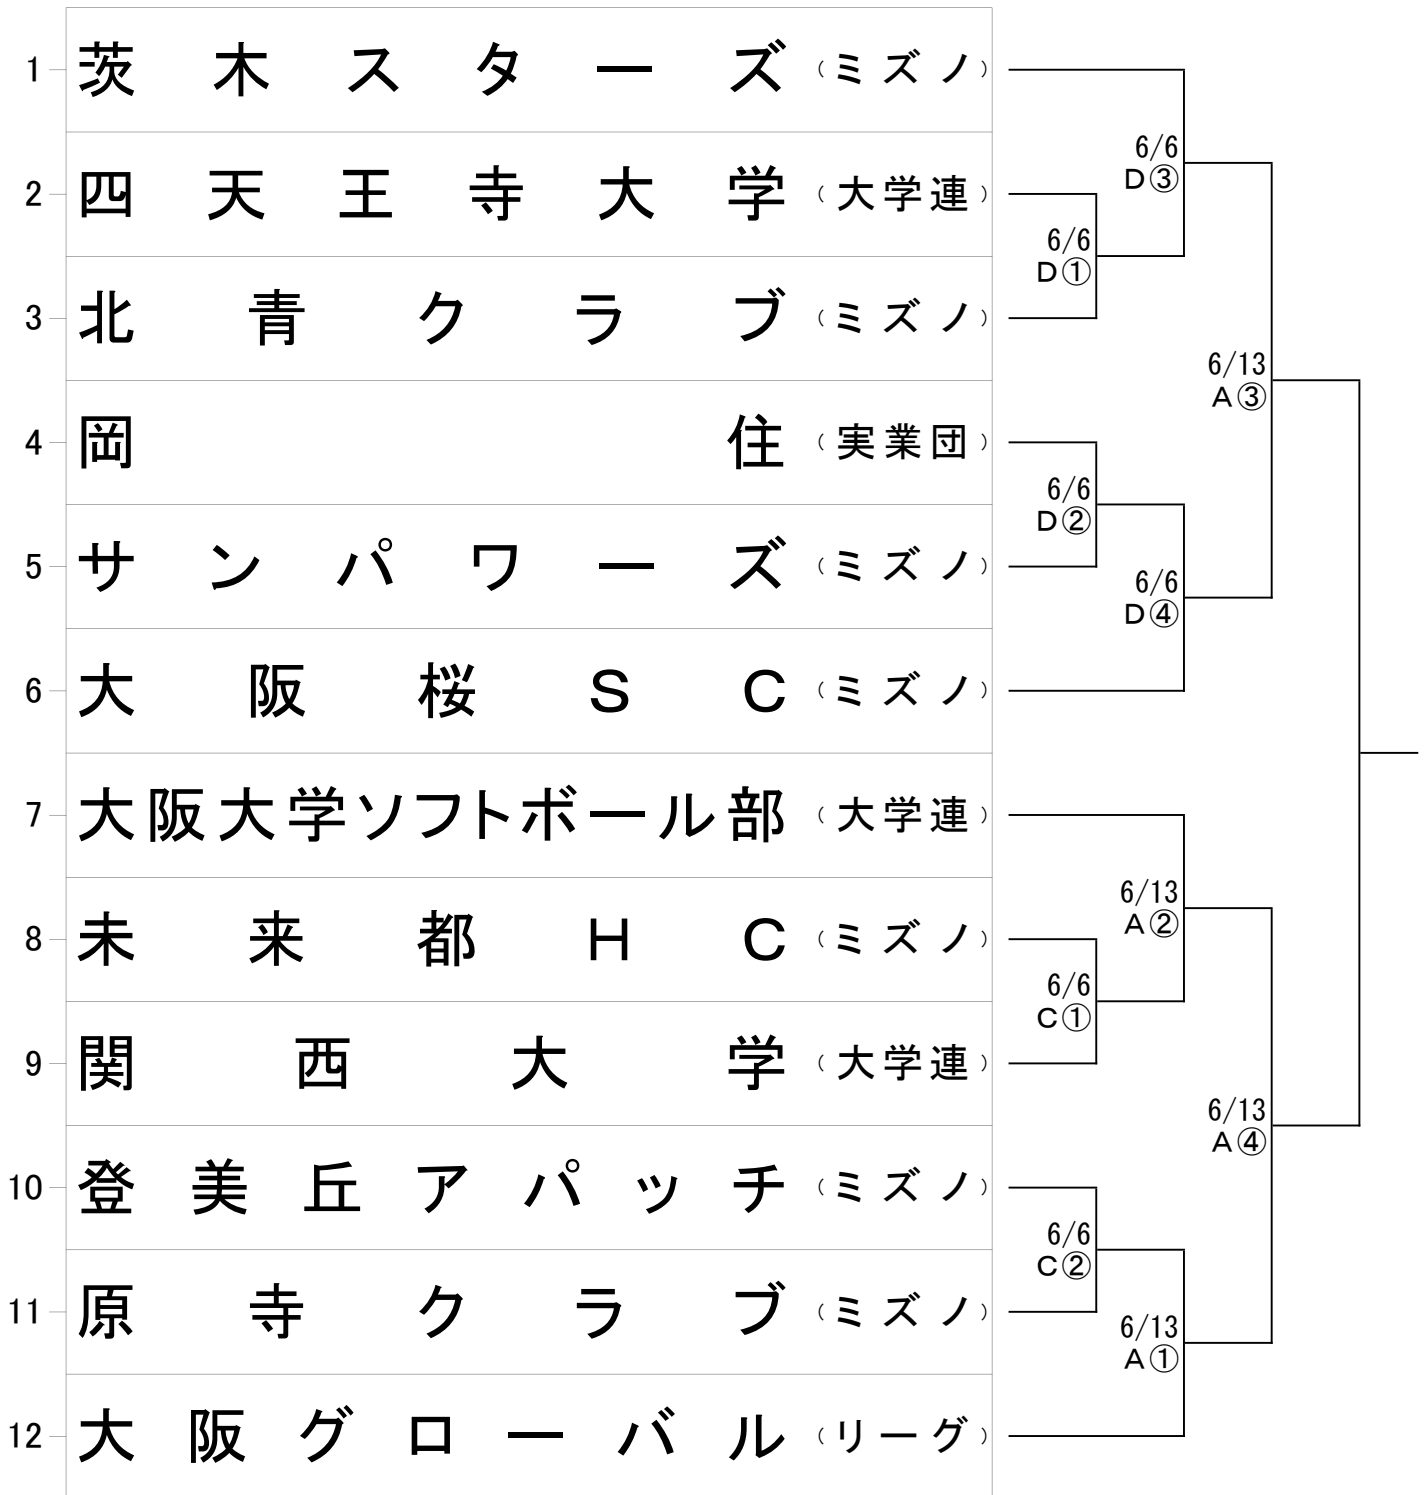 1 茨木スターズ（ミズノ）
2 四天王寺大学（大学連）
3 北青クラブ（ミズノ）
4 岡住（実業団）
5 サンパワーズ（ミズノ）
6 大阪桜ＳＣ（ミズノ）
7 大阪大学ソフトボール部（大学連）
8 未来都ＨＣ（ミズノ）
9 関西大学（大学連）
10 登美丘アパッチ（ミズノ）
11 原寺クラブ（ミズノ）
12 大阪グローバル（リーグ）
6/6
D③
6/6
D①
6/13
A③
6/6
D②
6/6
D④
6/13
A②
6/6
C①
6/13
A④
6/6
C②
6/13
A①